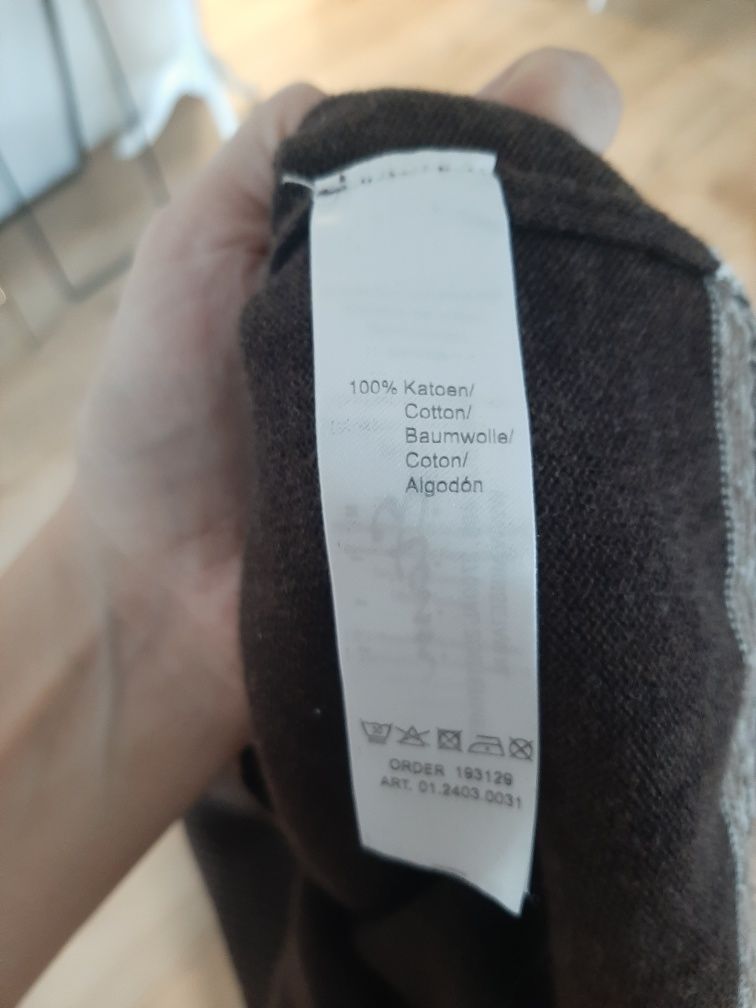 100% Katoen/
Cotton/
Baumwolle/
Coton/
Algodón
ORDER 193129
ART. 01.2403.0031